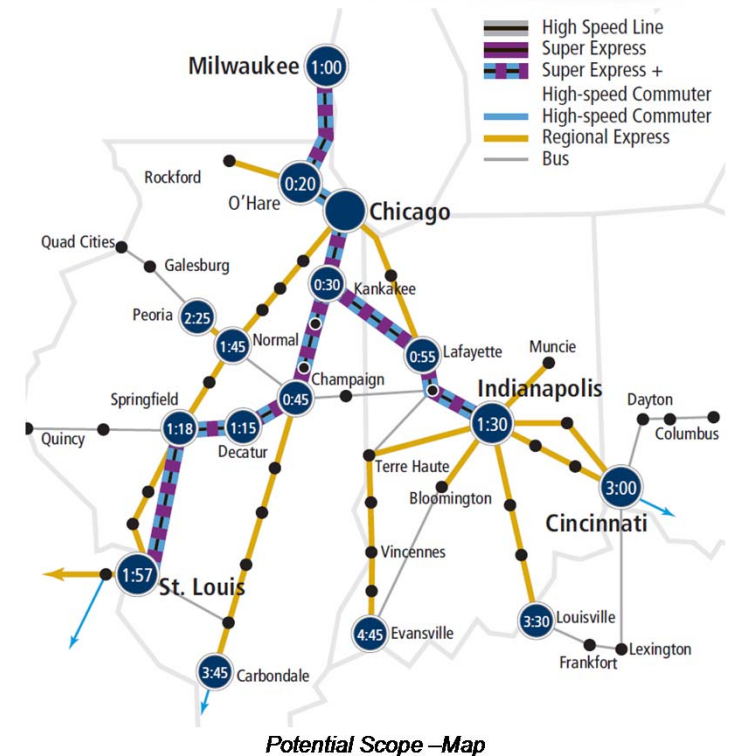 High Speed Line
Super Express
Super Express +
High-speed Commuter
High-speed Commuter
Regional Express
Bus
Milwaukee 1:00
Rockford
0:20
O'Hare
Chicago
Quad Cities
Galesburg
0:30 Kankakee
Peoria 2:25
1:45 Normal
0:55 Lafayette
Muncie
Springfield
Champaign
0:45
Indianapolis
1:30
Dayton
Columbus
1:18
1:15
Decatur
Quincy
Terre Haute
Bloomington
3:00
Cincinnati
Vincennes
1:57
St. Louis
4:45 Evansville
3:30 Louisville
Frankfort
Lexington
3:45 Carbondale
Potential Scope –Map